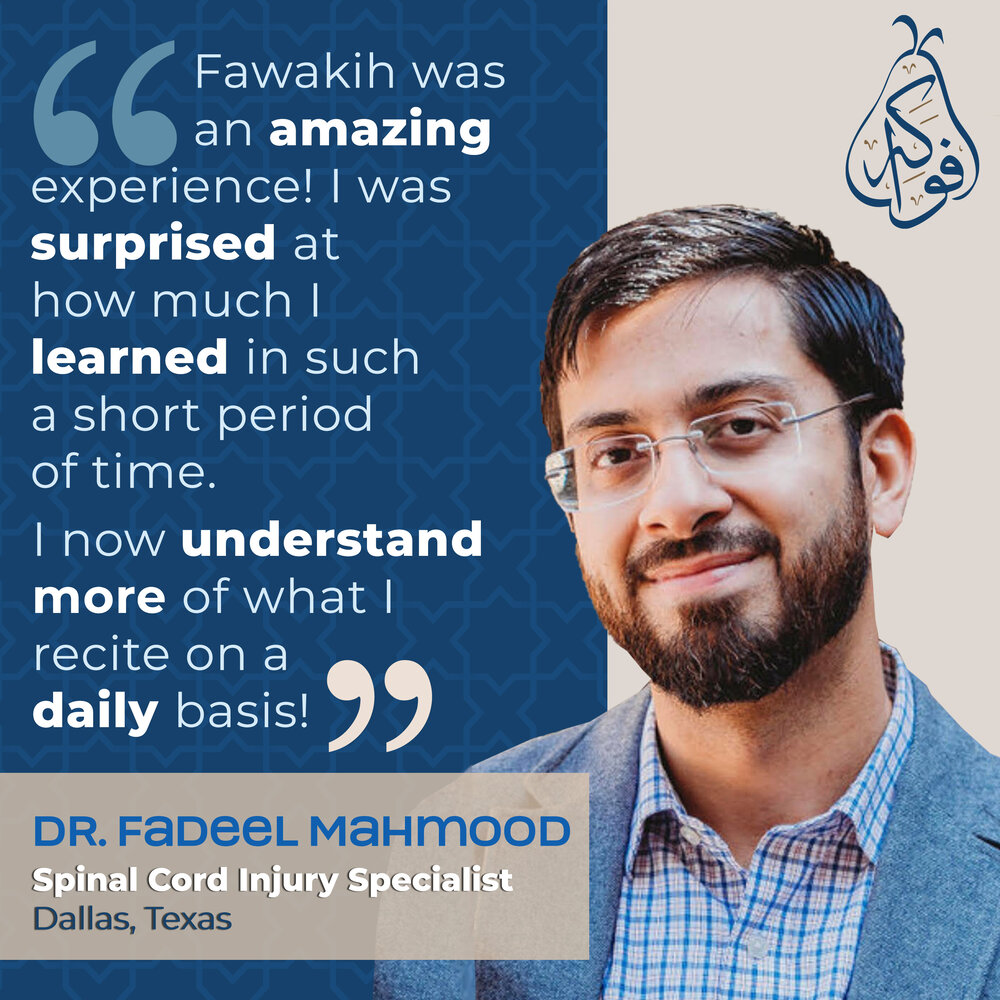 Fawakih was
an amazing
experience! I was
surprised at
how much I
learned in such
a short period
of time.
I now understand
more of what I
recite on a
daily basis!
فواكه
DR. FADEEL MAHMOOD
Spinal Cord Injury Specialist
Dallas, Texas